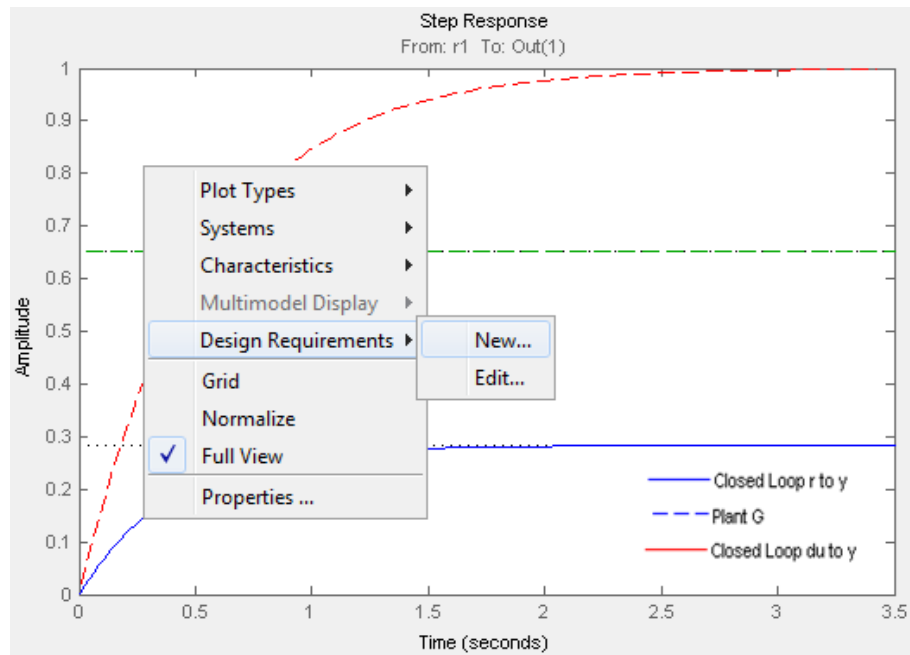 Step Response
From: r1 To: Out(1)
1
0.9
0.8
0.7
0.6
0.5
0.4
0.3
0.2
0.1
0
Amplitude
Plot Types
Systems
Characteristics
Multimodel Display
Design Requirements
New...
Edit...
Grid
Normalize
Full View
Properties ...
Closed Loop r to y
Plant G
Closed Loop du to y
0 0.5 1 1.5 2 2.5 3 3.5
Time (seconds)